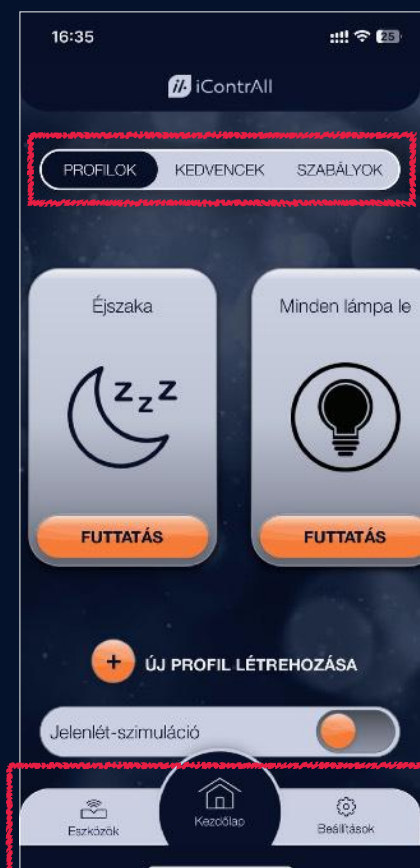 16:35
25
iContrAll
PROFILOK KEDVENCEK SZABÁLYOK
Éjszaka
Minden lámpa le
zzz
FUTTATÁS
FUTTATÁS
+ ÚJ PROFIL LÉTREHOZÁSA
Jelenlét-szimuláció
Eszközök
Kezdőlap
Beállítások